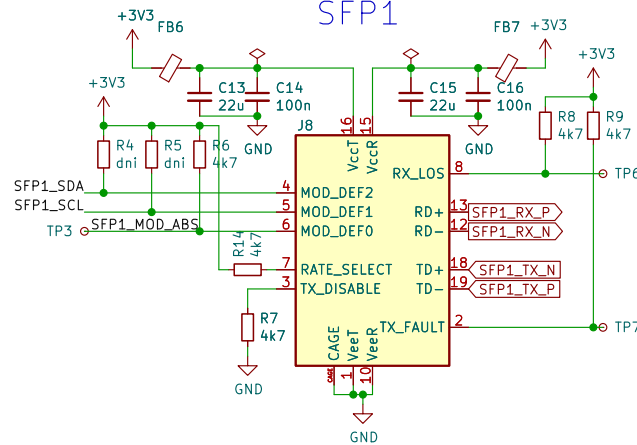 SFP1
+3V3
FB6
FB7
+3V3
+3V3
+3V3
C13
22u
C14
100n
C15
22u
C16
100n
GND
GND
R4
dni
R5
dni
R6
4k7
J8
16
15
VccT
VccR
R8
4k7
R9
4k7
SFP1_SDA
4
MOD_DEF2
RX_LOS
8
TP6
SFP1_SCL
5
MOD_DEF1
RD+
13
SFP1_RX_P
TP3
SFP1_MOD_ABS
6
MOD_DEF0
RD-
12
SFP1_RX_N
R14
4k7
7
RATE_SELECT
TD+
18
SFP1_TX_N
3
TX_DISABLE
TD-
19
SFP1_TX_P
R7
4k7
TX_FAULT
2
TP7
CAGE
VeeT
VeeR
CAGE
1
10
GND
GND